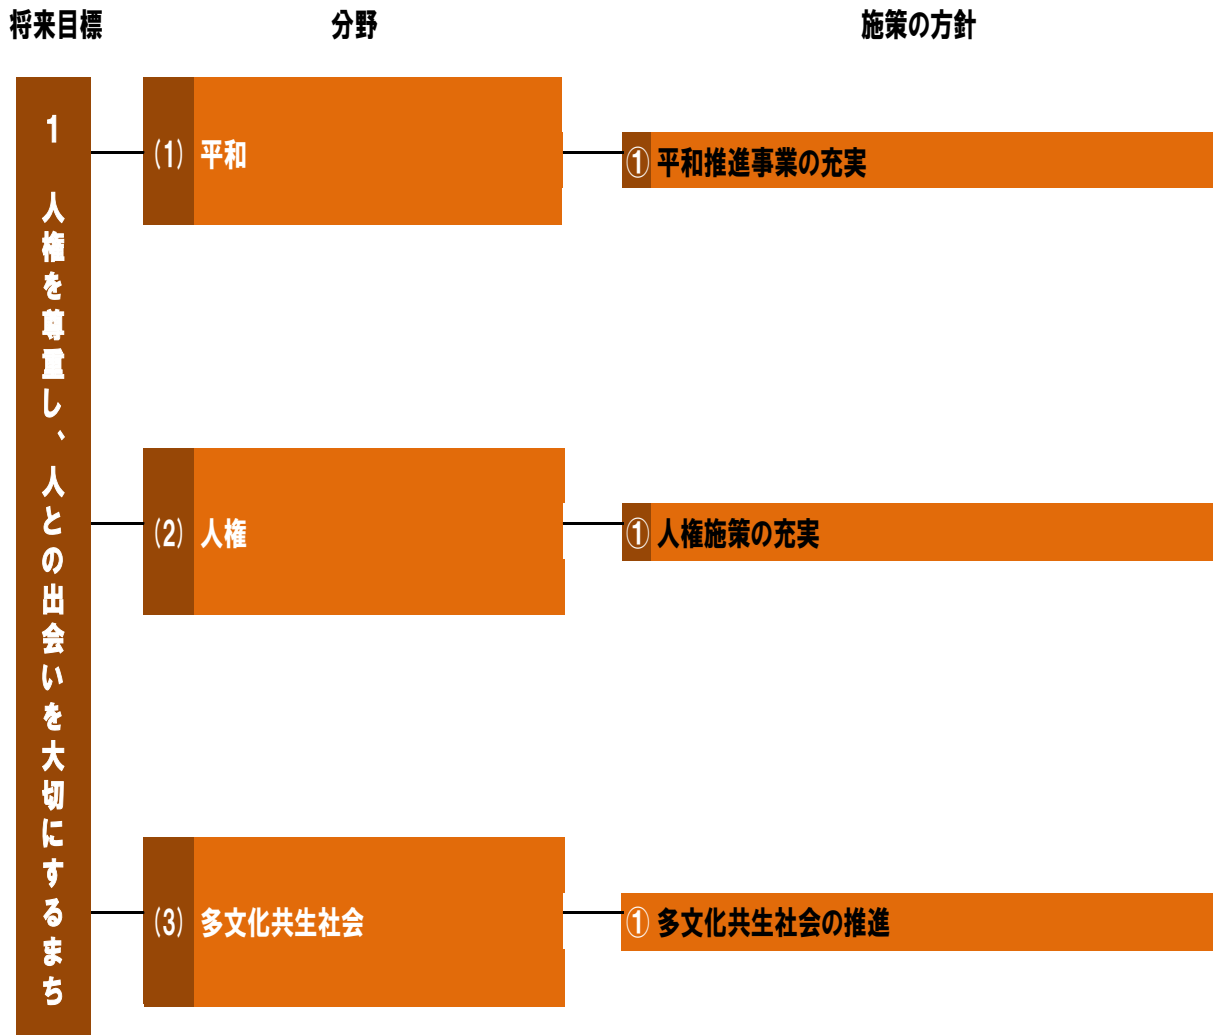 将来目標
分野
施策の方針
1 人権を尊重し、人との出会いを大切にするまち
(1) 平和
① 平和推進事業の充実
(2) 人権
① 人権施策の充実
(3) 多文化共生社会
① 多文化共生社会の推進